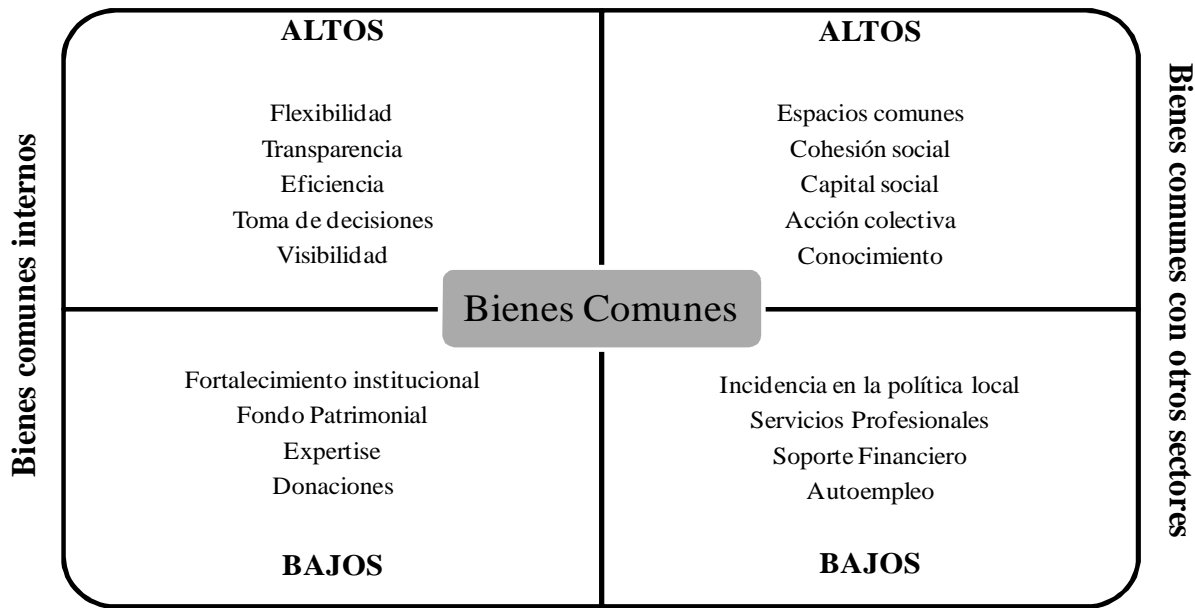 Bienes comunes internos
ALTOS
Flexibilidad
Transparencia
Eficiencia
Toma de decisiones
Visibilidad
ALTOS
Espacios comunes
Cohesión social
Capital social
Acción colectiva
Conocimiento
Bienes Comunes
Fortalecimiento institucional
Fondo Patrimonial
Expertise
Donaciones
BAJOS
Incidencia en la política local
Servicios Profesionales
Soporte Financiero
Autoempleo
BAJOS
Bienes comunes con otros sectores